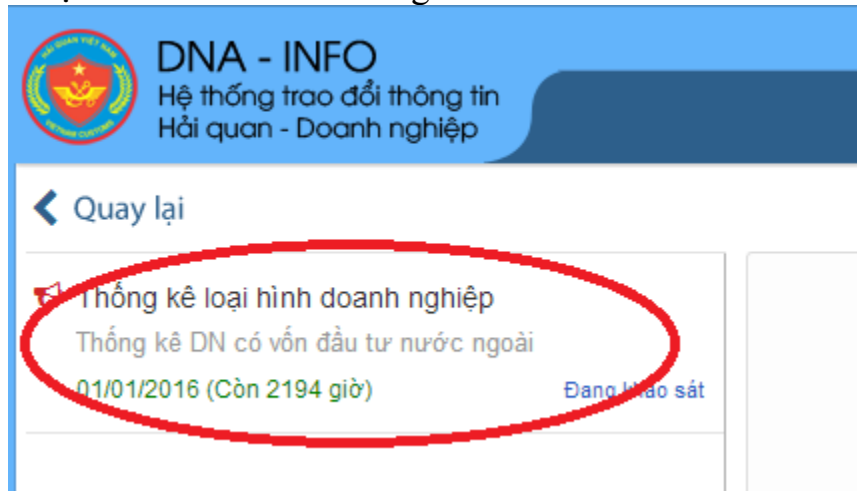 DNA - INFO
Hệ thống trao đổi thông tin
Hải quan - Doanh nghiệp
Quay lại
Thống kê loại hình doanh nghiệp
Thống kê DN có vốn đầu tư nước ngoài
01/01/2016 (Còn 2194 giờ) Đang khảo sát